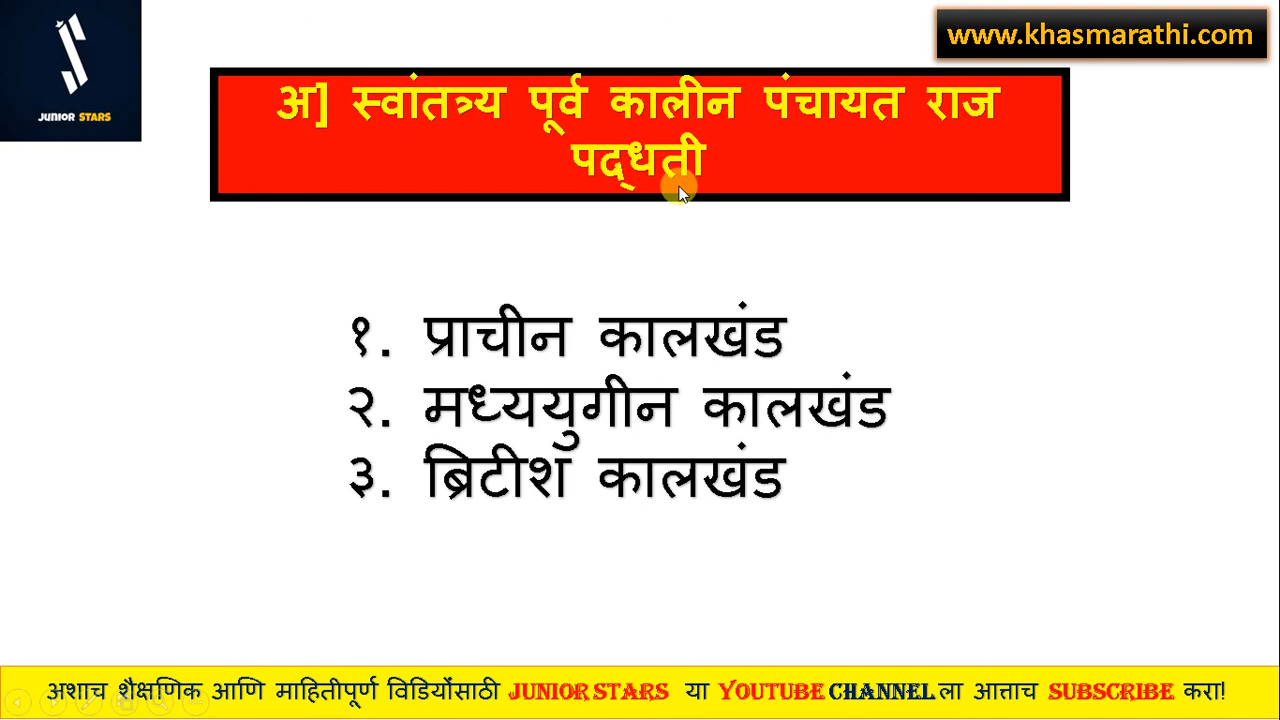 JUNIOR STARS
www.khasmarathi.com
अ] स्वांतत्र्य पूर्व कालीन पंचायत राज
पद्धती
१. प्राचीन कालखंड
२. मध्ययुगीन कालखंड
३. ब्रिटीश कालखंड
अशाच शैक्षणिक आणि माहितीपूर्ण विडियोंसाठी JUNIOR STARS या YOUTUBE CHANNEL ला आत्ताच SUBSCRIBE करा!